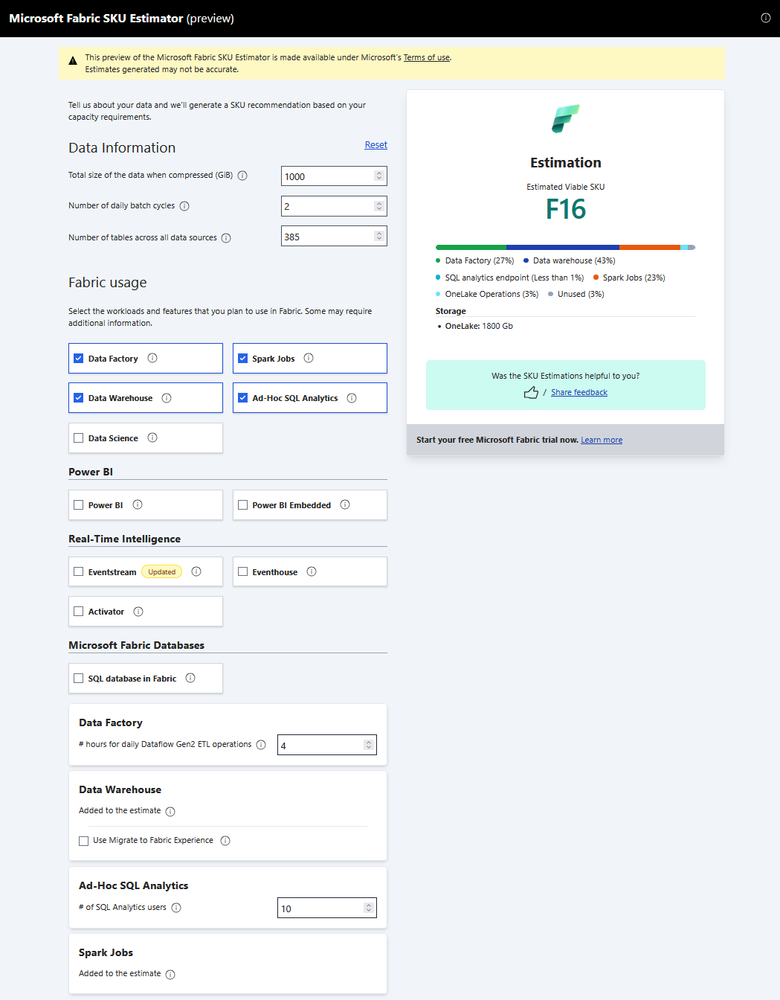 Microsoft Fabric SKU Estimator (preview)
This preview of the Microsoft Fabric SKU Estimator is made available under Microsoft's Terms of use.
Estimates generated may not be accurate.
Tell us about your data and we'll generate a SKU recommendation based on your
capacity requirements.
Data Information
Reset
Total size of the data when compressed (GiB)
1000
Number of daily batch cycles
2
Number of tables across all data sources
385
Fabric usage
Select the workloads and features that you plan to use in Fabric. Some may require
additional information.
Data Factory
Spark Jobs
Data Warehouse
Ad-Hoc SQL Analytics
Data Science
Power BI
Power BI
Power BI Embedded
Real-Time Intelligence
Eventstream Updated
Eventhouse
Activator
Microsoft Fabric Databases
SQL database in Fabric
Data Factory
# hours for daily Dataflow Gen2 ETL operations
4
Data Warehouse
Added to the estimate
Use Migrate to Fabric Experience
Ad-Hoc SQL Analytics
# of SQL Analytics users
10
Spark Jobs
Added to the estimate
Estimation
Estimated Viable SKU
F16
Data Factory (27%) Data warehouse (43%)
SQL analytics endpoint (Less than 1%) Spark Jobs (23%)
OneLake Operations (3%) Unused (3%)
Storage
• OneLake: 1800 Gb
Was the SKU Estimations helpful to you?
/ Share feedback
Start your free Microsoft Fabric trial now. Learn more